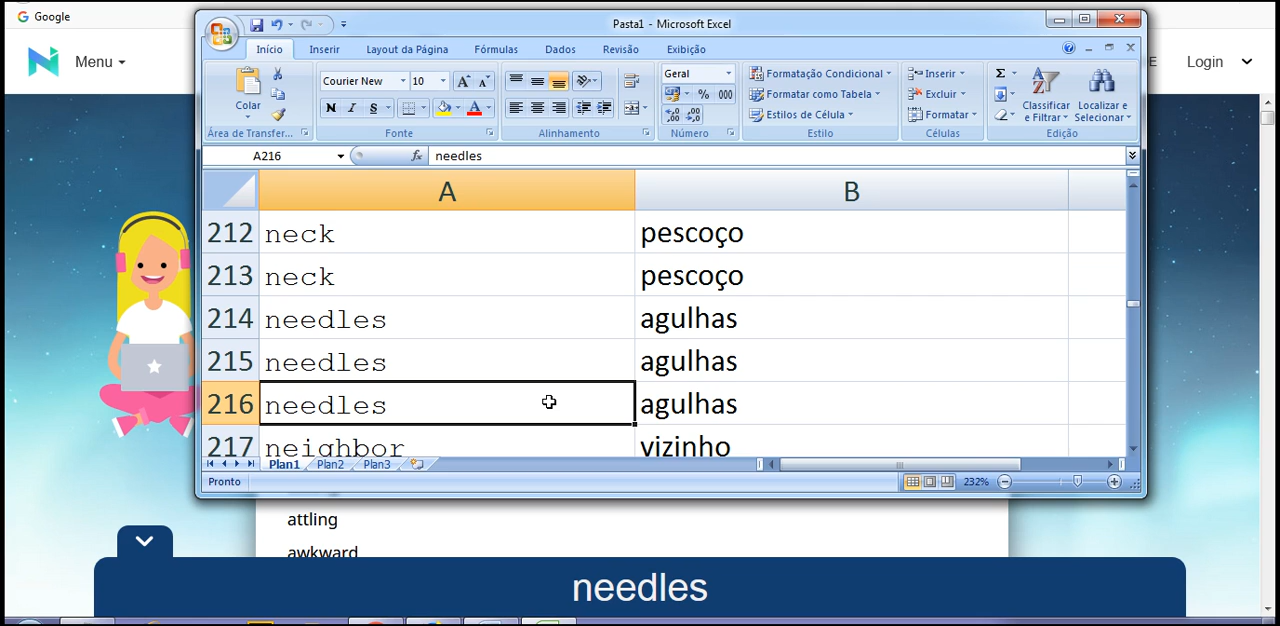 Google
Pasta1 - Microsoft Excel
Menu
E
Login
Início Inserir Layout da Página Fórmulas Dados Revisão Exibição
Colar
Courier New 10
N I S
A
Geral
% 000
Formatação Condicional
Formatar como Tabela
Estilos de Célula
Inserir
Excluir
Formatar
Σ
Classificar e Filtrar
Localizar e Selecionar
Área de Transfer... Fonte Alinhamento Número Estilo Células Edição
A216 fx needles
A B
212 neck pescoço
213 neck pescoço
214 needles agulhas
215 needles agulhas
216 needles agulhas
217 neighbor vizinho
Plan1 Plan2 Plan3
Pronto 232%
attling
awkward
needles